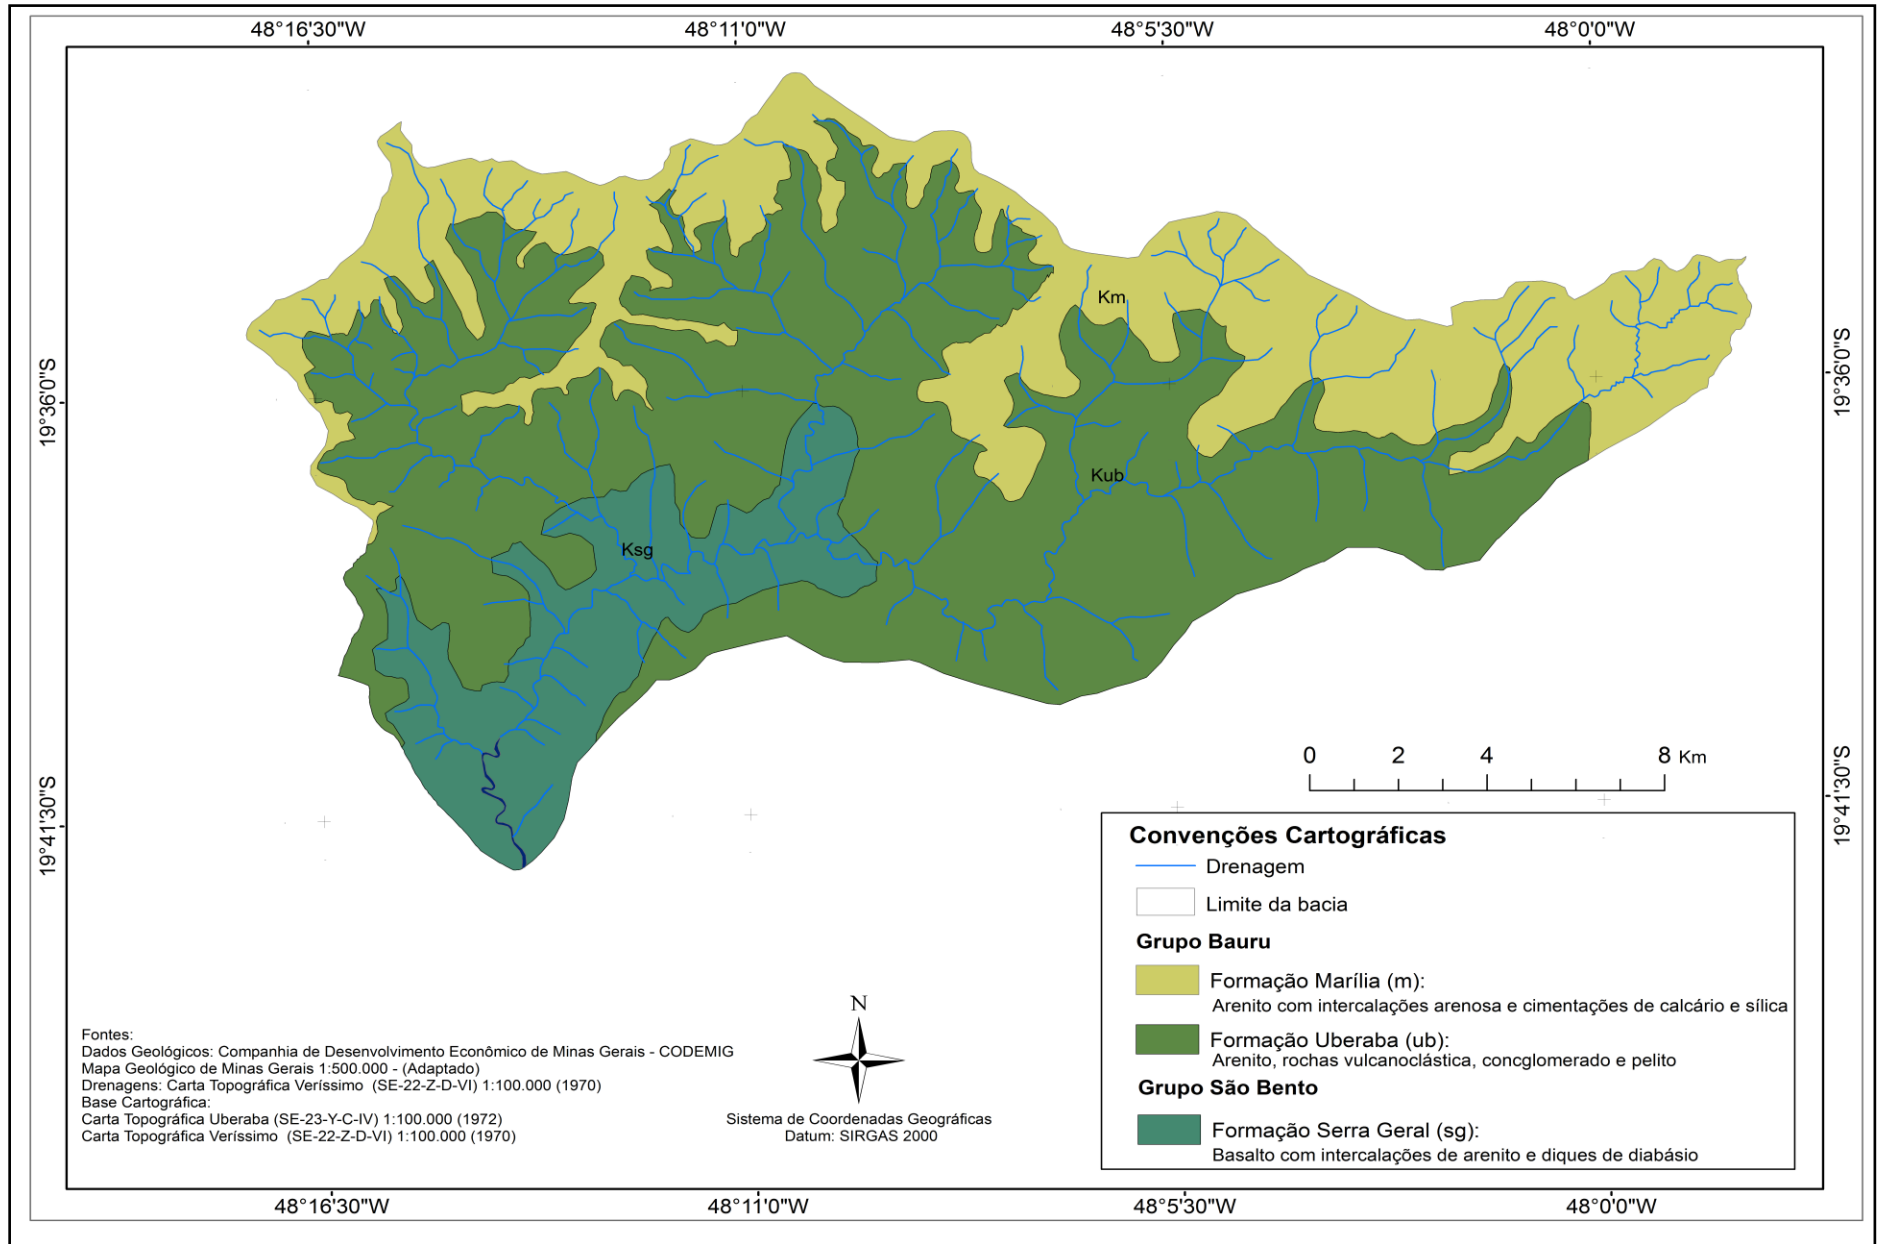 48°16'30"W
48°11'0"W
48°5'30"W
48°0'0"W
19°36'0"S
19°36'0"S
Km
Kub
Ksg
0 2 4 8 Km
19°41'30"S
19°41'30"S
Convenções Cartográficas
Drenagem
Limite da bacia
Grupo Bauru
Formação Marília (m):
Arenito com intercalações arenosa e cimentações de calcário e sílica
Formação Uberaba (ub):
Arenito, rochas vulcanoclástica, concglomerado e pelito
Grupo São Bento
Formação Serra Geral (sg):
Basalto com intercalações de arenito e diques de diabásio
N
Sistema de Coordenadas Geográficas
Datum: SIRGAS 2000
Fontes:
Dados Geológicos: Companhia de Desenvolvimento Econômico de Minas Gerais - CODEMIG
Mapa Geológico de Minas Gerais 1:500.000 - (Adaptado)
Drenagens: Carta Topográfica Veríssimo (SE-22-Z-D-VI) 1:100.000 (1970)
Base Cartográfica:
Carta Topográfica Uberaba (SE-23-Y-C-IV) 1:100.000 (1972)
Carta Topográfica Veríssimo (SE-22-Z-D-VI) 1:100.000 (1970)
48°16'30"W
48°11'0"W
48°5'30"W
48°0'0"W